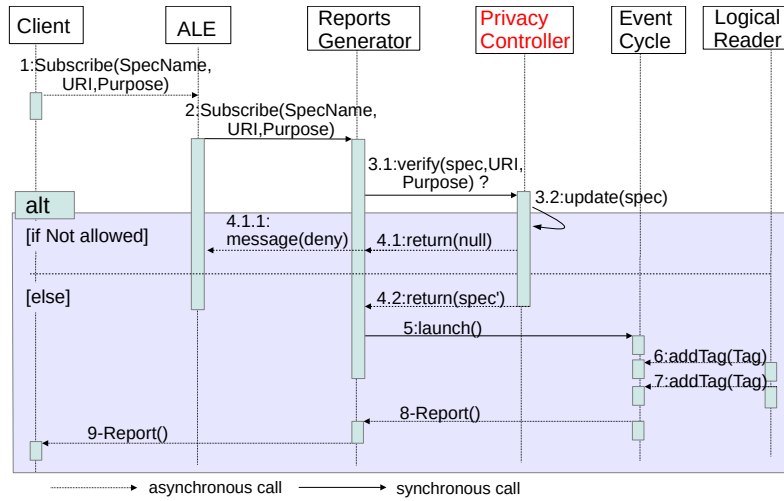 Client
ALE
Reports
Generator
Privacy
Controller
Event
Cycle
Logical
Reader
1:Subscribe(SpecName,
URI,Purpose)
2:Subscribe(SpecName,
URI,Purpose)
3.1:verify(spec,URI,
Purpose) ?
3.2:update(spec)
alt
[if Not allowed]
4.1.1:
message(deny)
4.1:return(null)
[else]
4.2:return(spec')
5:launch()
6:addTag(Tag)
7:addTag(Tag)
8-Report()
9-Report()
asynchronous call
synchronous call